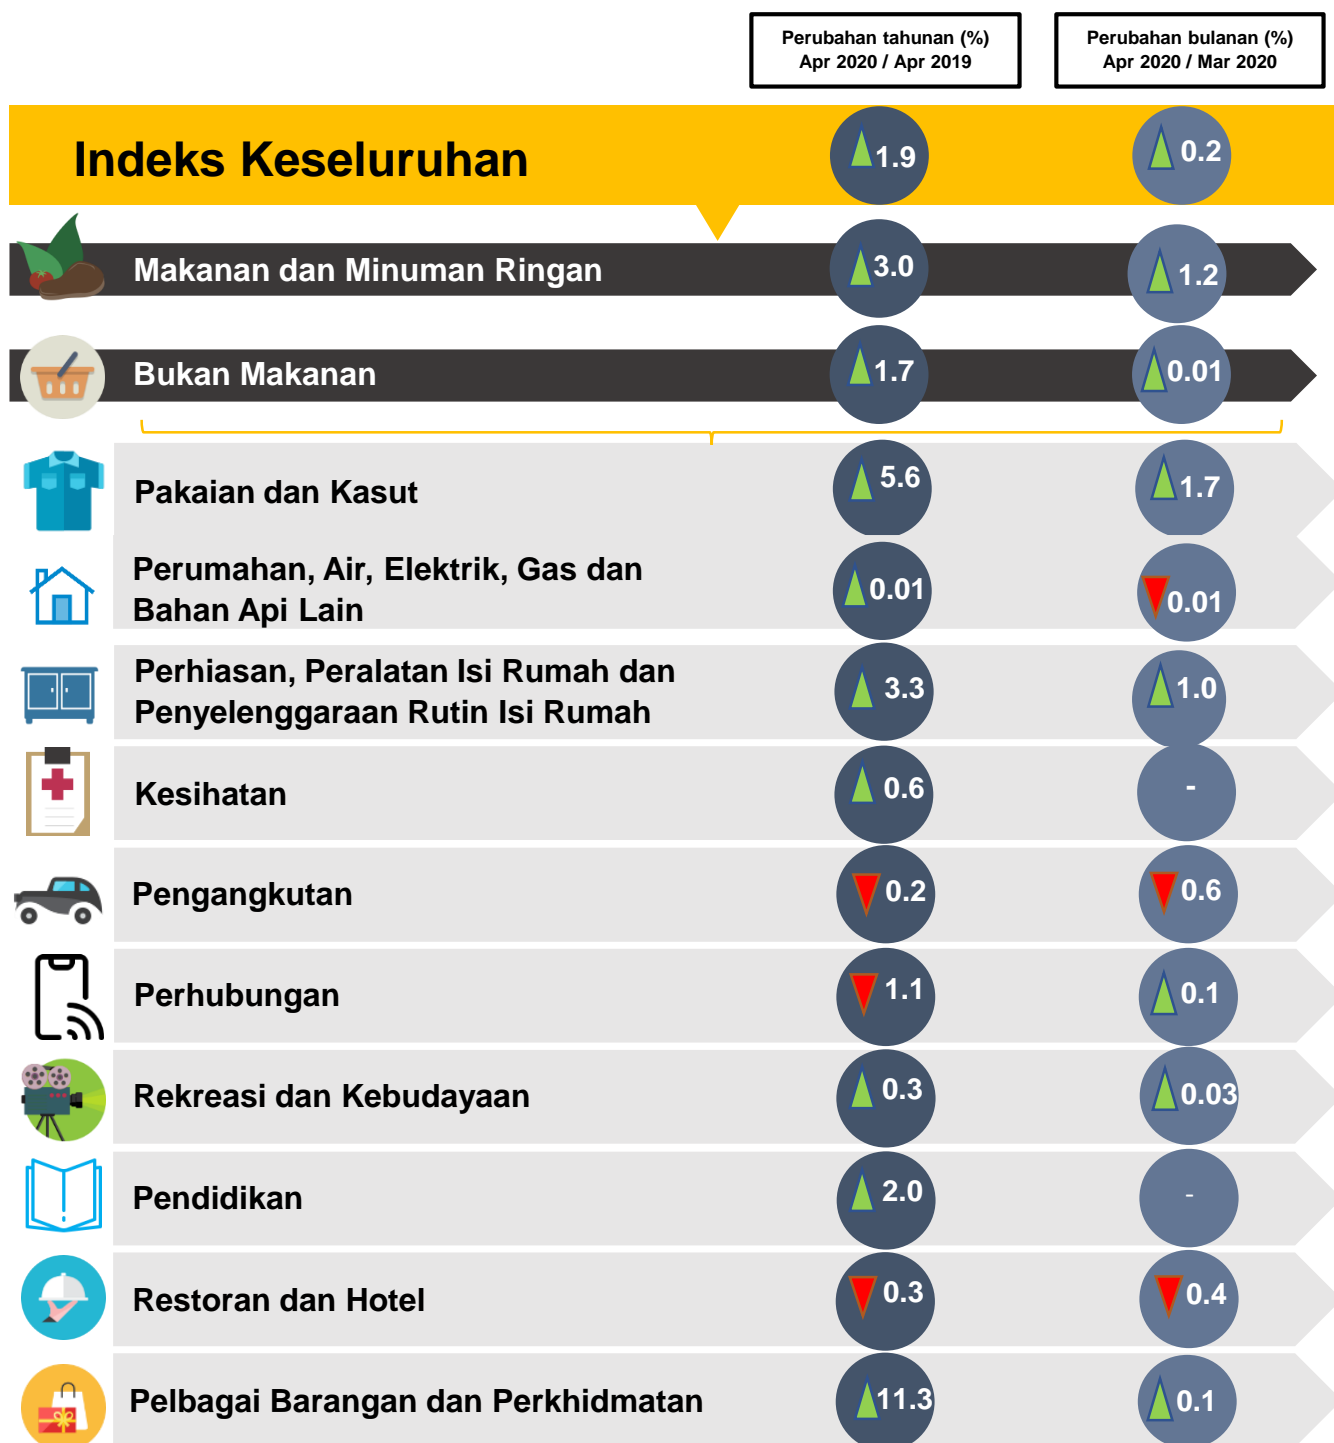 Perubahan tahunan (%)
Apr 2020 / Apr 2019
Perubahan bulanan (%)
Apr 2020 / Mar 2020
Indeks Keseluruhan
1.9
0.2
Makanan dan Minuman Ringan
3.0
1.2
Bukan Makanan
1.7
0.01
Pakaian dan Kasut
5.6
1.7
Perumahan, Air, Elektrik, Gas dan
Bahan Api Lain
0.01
0.01
Perhiasan, Peralatan Isi Rumah dan
Penyelenggaraan Rutin Isi Rumah
3.3
1.0
Kesihatan
0.6
-
Pengangkutan
0.2
0.6
Perhubungan
1.1
0.1
Rekreasi dan Kebudayaan
0.3
0.03
Pendidikan
2.0
-
Restoran dan Hotel
0.3
0.4
Pelbagai Barangan dan Perkhidmatan
11.3
0.1